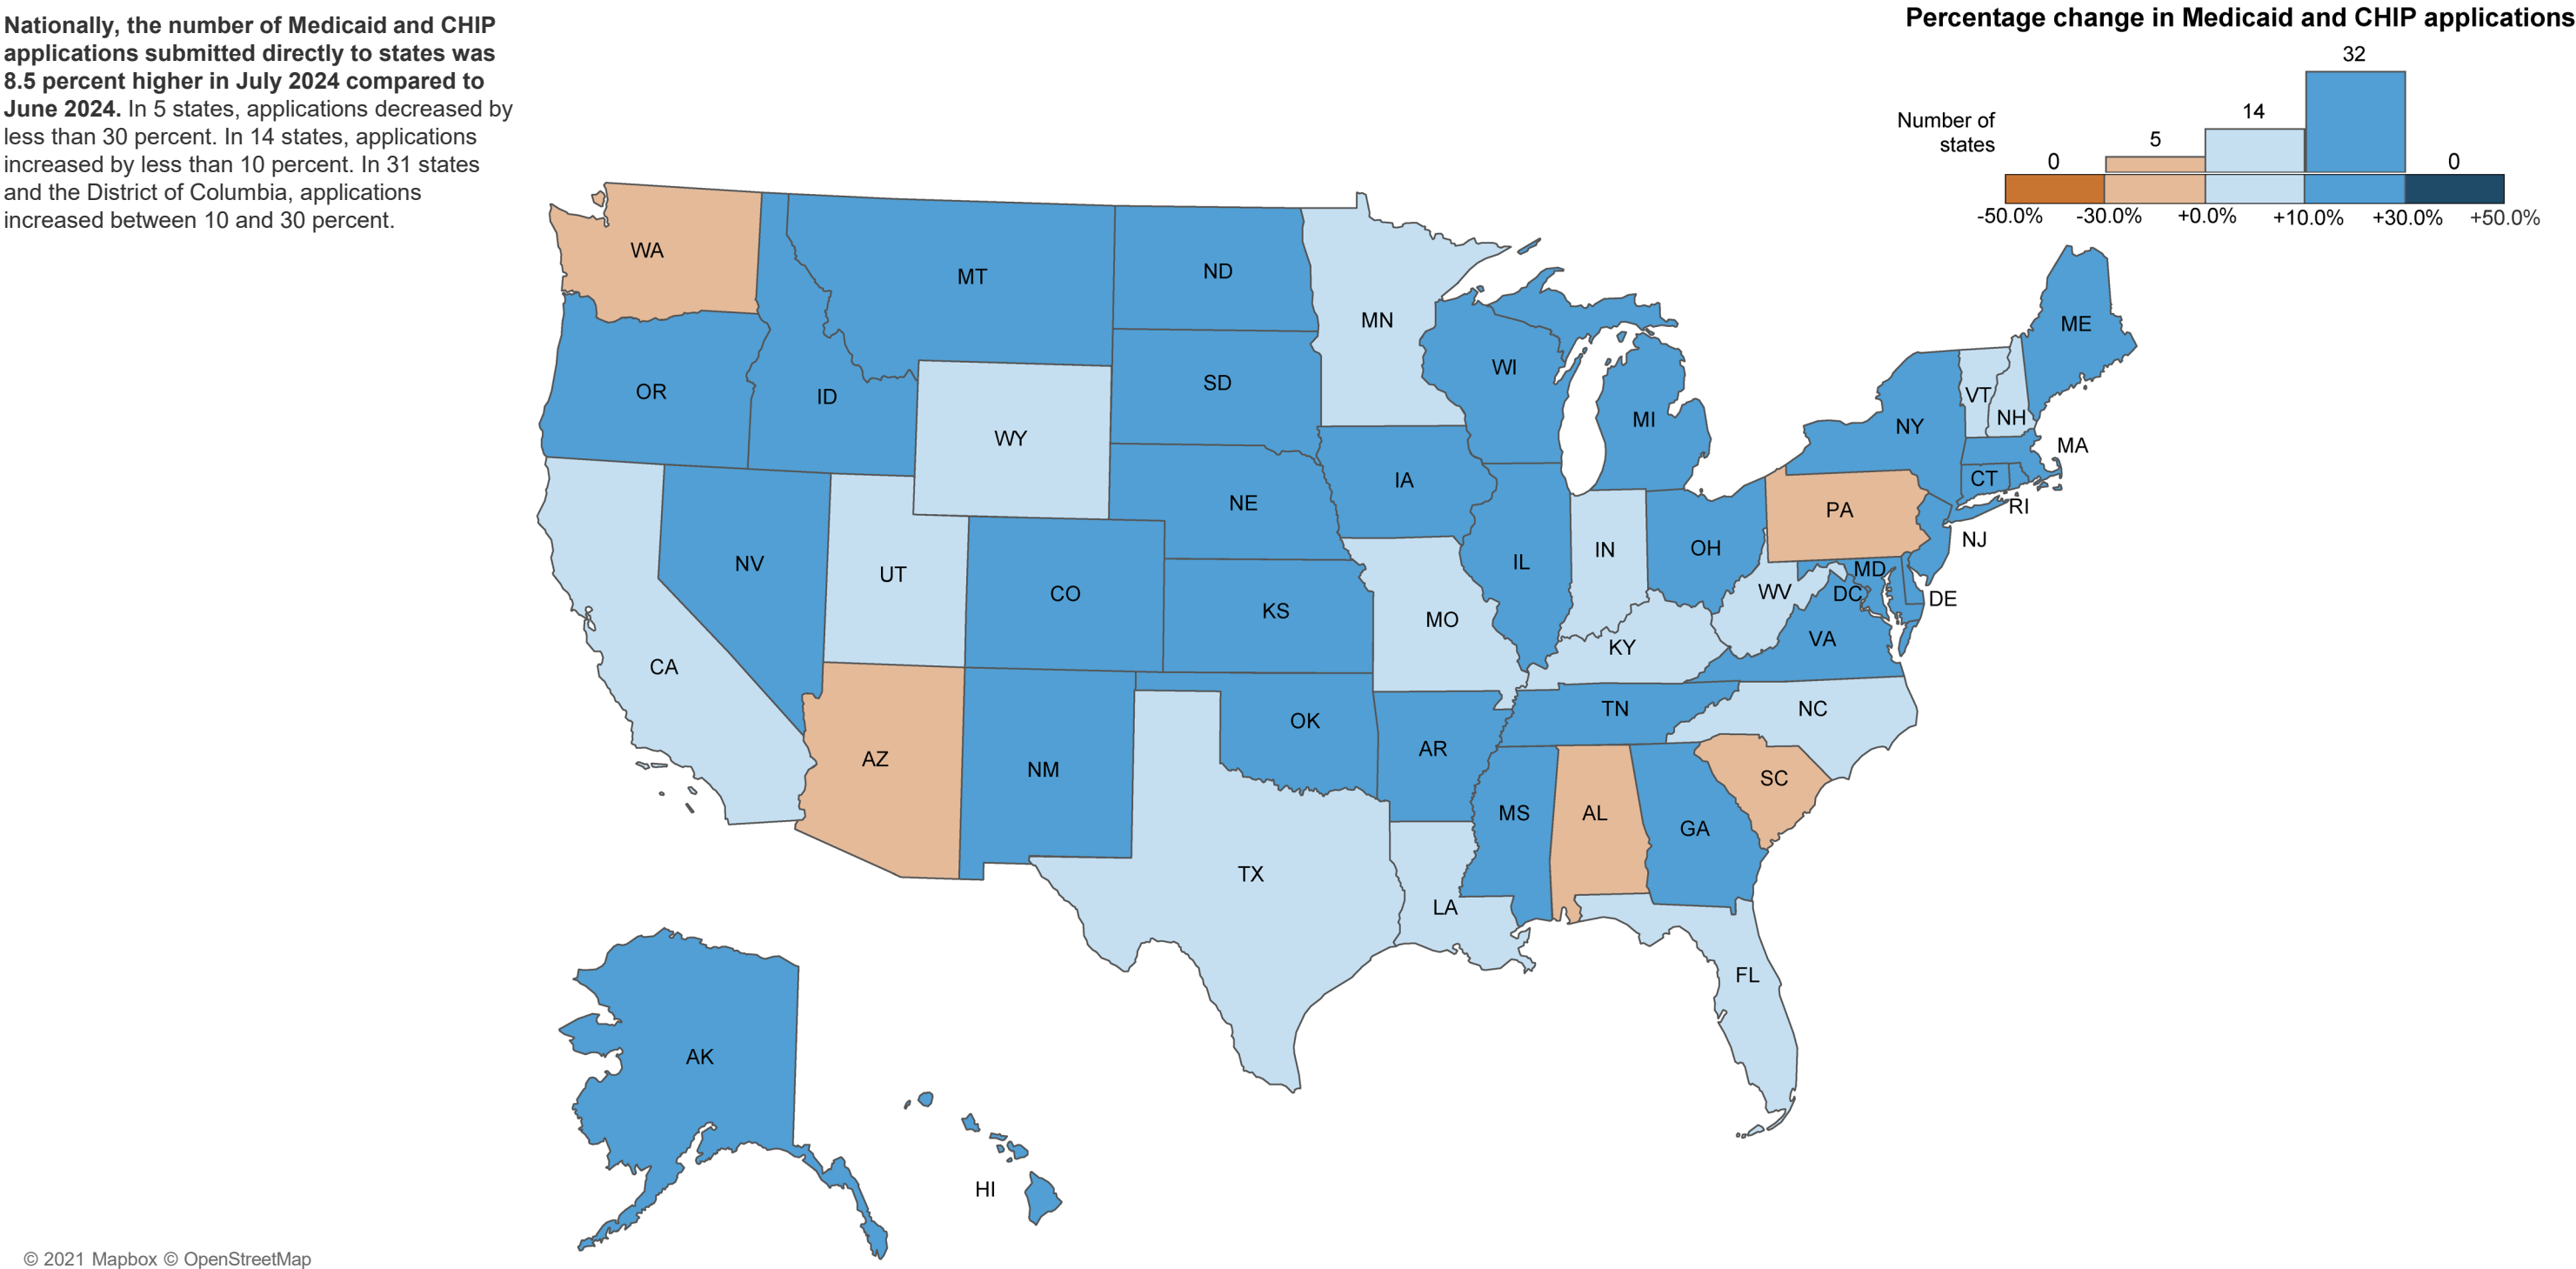 Nationally, the number of Medicaid and CHIP
applications submitted directly to states was
8.5 percent higher in July 2024 compared to
June 2024. In 5 states, applications decreased by
less than 30 percent. In 14 states, applications
increased by less than 10 percent. In 31 states
and the District of Columbia, applications
increased between 10 and 30 percent.
Percentage change in Medicaid and CHIP applications
32
14
5
0
0
Number of
states
-50.0%
-30.0%
+0.0%
+10.0%
+30.0%
+50.0%
WA
MT
ND
MN
ME
OR
ID
SD
WI
MI
VT
NH
NY
MA
WY
IA
NE
CT
RI
PA
NJ
NV
UT
CO
KS
IL
IN
OH
MD
WV
DC
DE
CA
MO
KY
VA
AZ
NM
OK
AR
TN
NC
SC
TX
LA
MS
AL
GA
FL
AK
HI
© 2021 Mapbox © OpenStreetMap